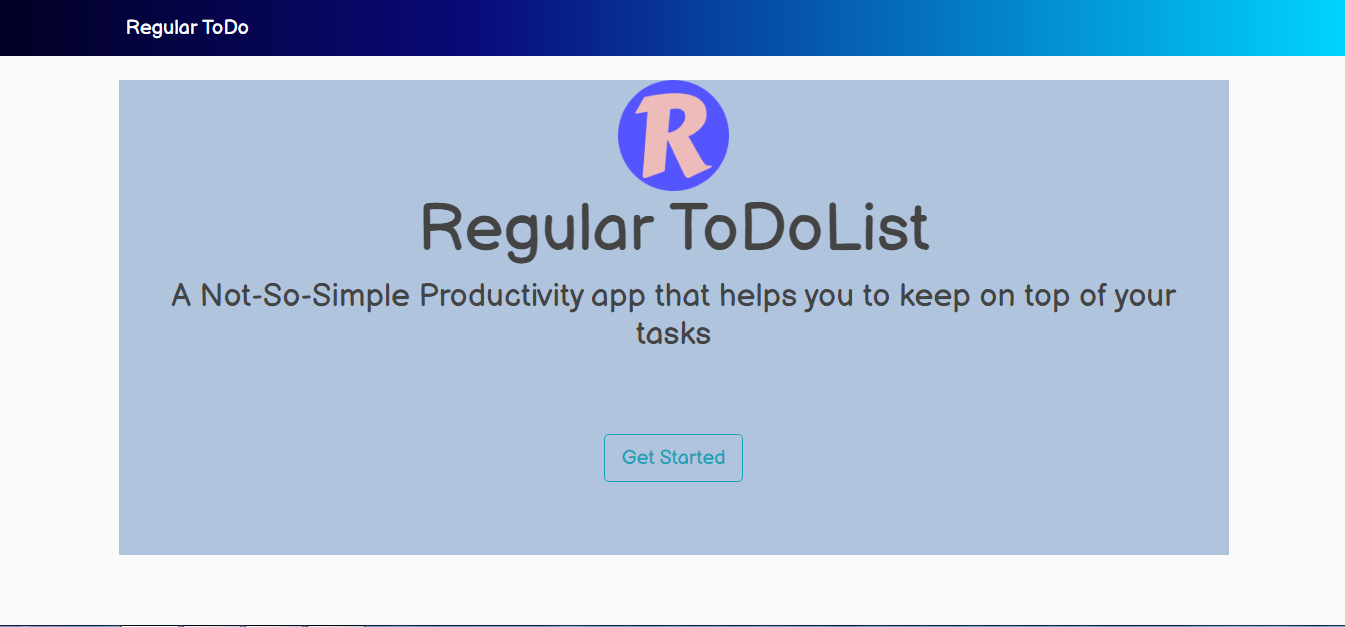 Regular ToDo
R
Regular ToDoList
A Not-So-Simple Productivity app that helps you to keep on top of your
tasks
Get Started